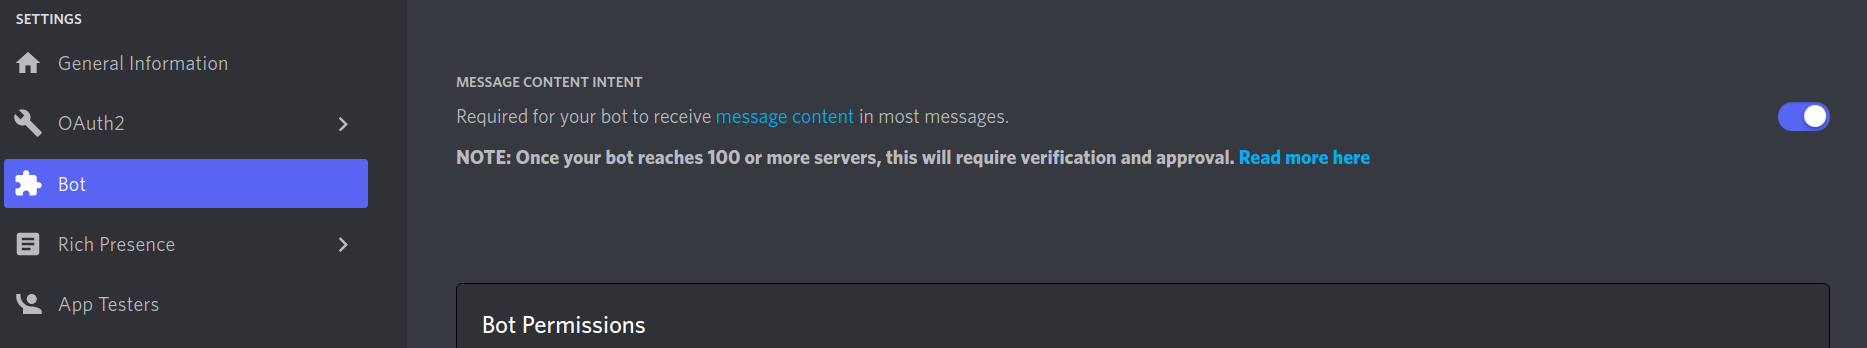 SETTINGS
General Information
OAuth2
Bot
Rich Presence
App Testers
MESSAGE CONTENT INTENT
Required for your bot to receive message content in most messages.
NOTE: Once your bot reaches 100 or more servers, this will require verification and approval. Read more here
Bot Permissions